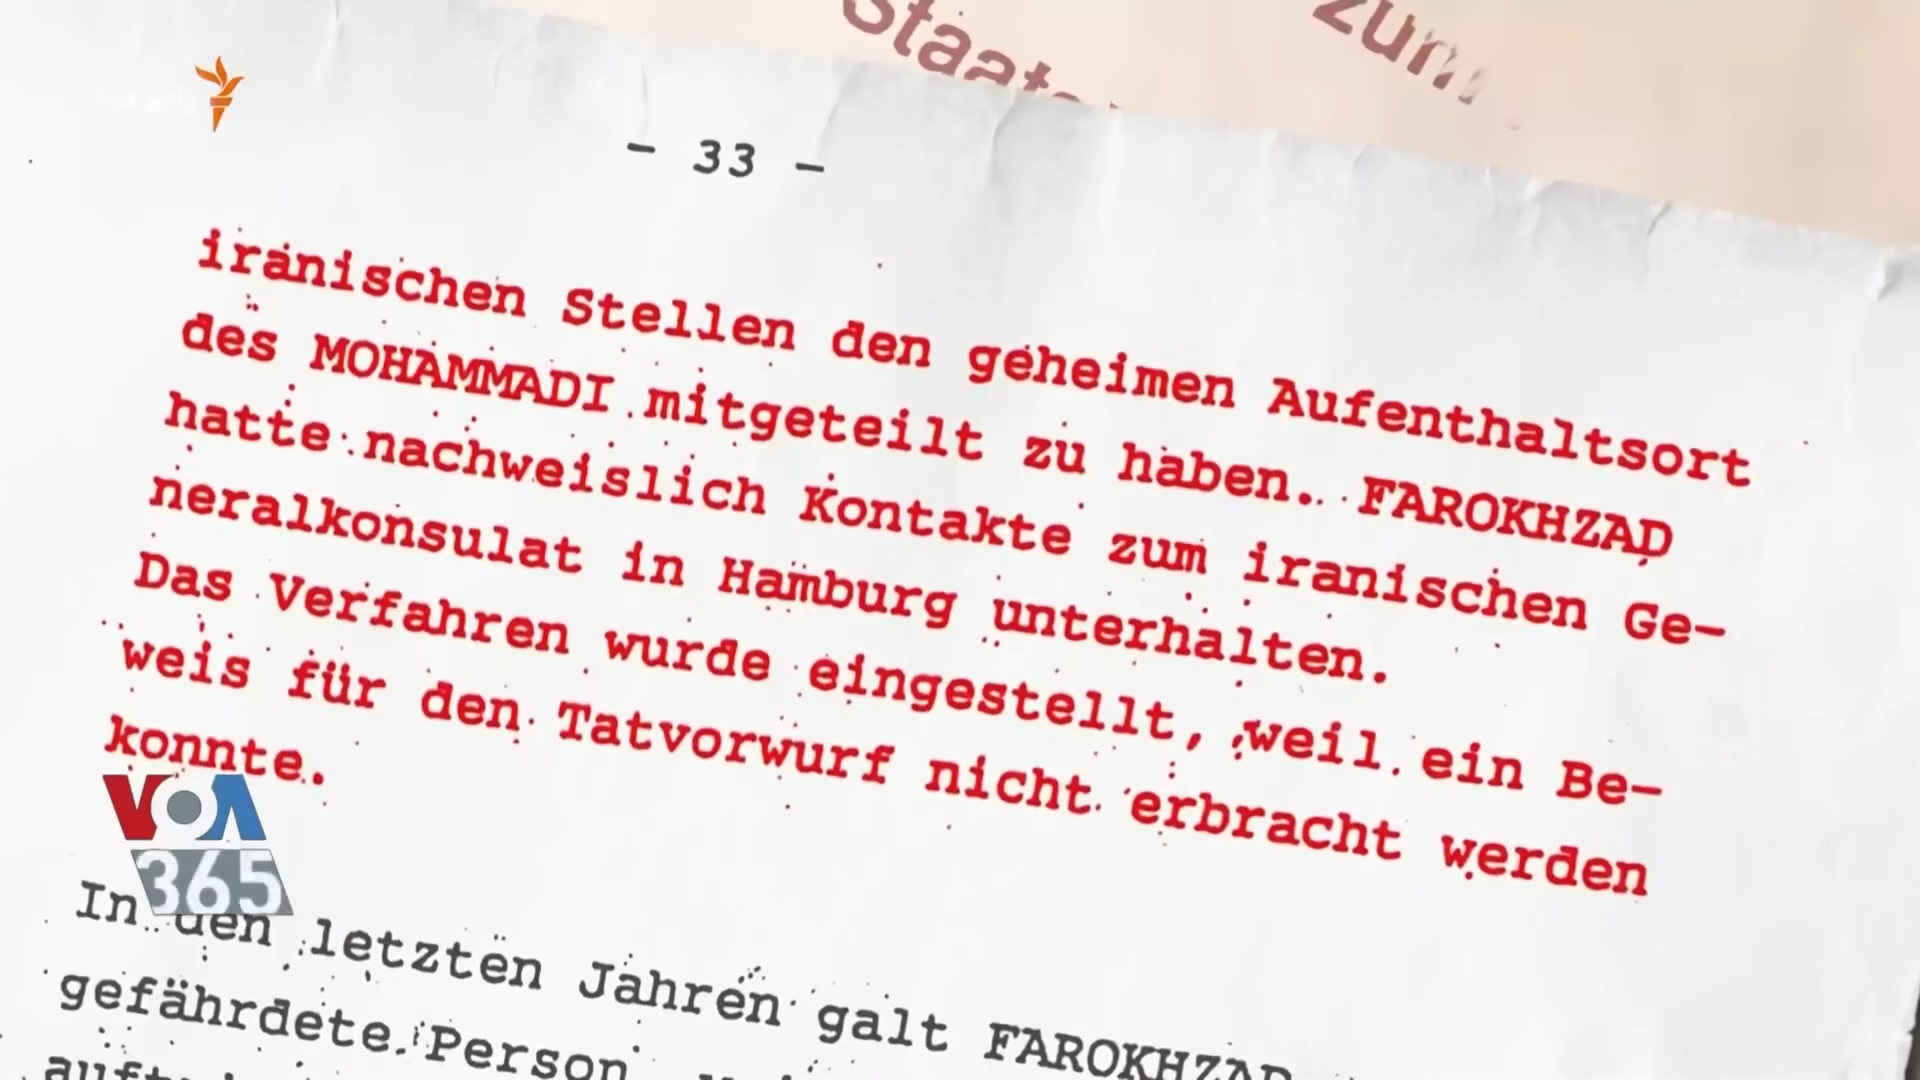 Staats
zum
- 33 -
iranischen Stellen den geheimen Aufenthaltsort
des MOHAMMADI mitgeteilt zu haben. FAROKHZAD
hatte nachweislich Kontakte zum iranischen Ge-
neralkonsulat in Hamburg unterhalten.
Das Verfahren wurde eingestellt, weil ein Be-
weis für den Tatvorwurf nicht erbracht werden
konnte.
VOA
365
In den letzten Jahren galt FAROKHZAD
gefährdete Person